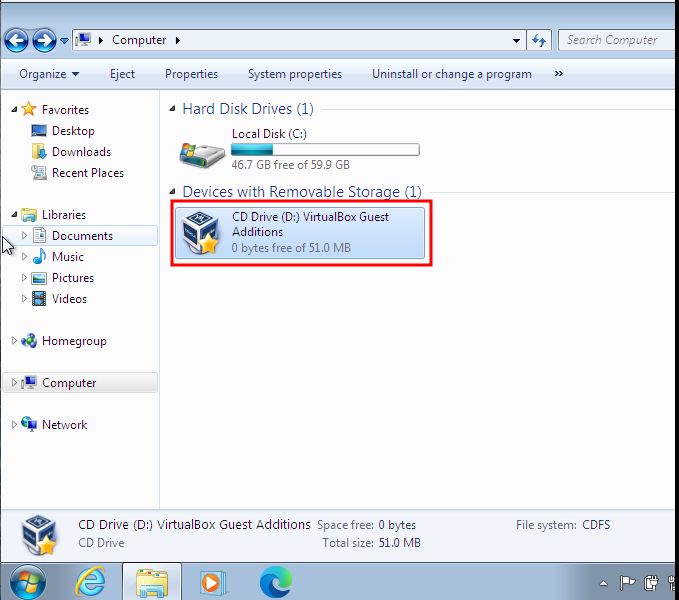 Computer
Search Computer
Organize Eject Properties System properties Uninstall or change a program »
Favorites
Desktop
Downloads
Recent Places
Libraries
Documents
Music
Pictures
Videos
Homegroup
Computer
Network
Hard Disk Drives (1)
Local Disk (C:)
46.7 GB free of 59.9 GB
Devices with Removable Storage (1)
CD Drive (D:) VirtualBox Guest
Additions
0 bytes free of 51.0 MB
CD Drive (D:) VirtualBox Guest Additions Space free: 0 bytes File system: CDFS
CD Drive Total size: 51.0 MB